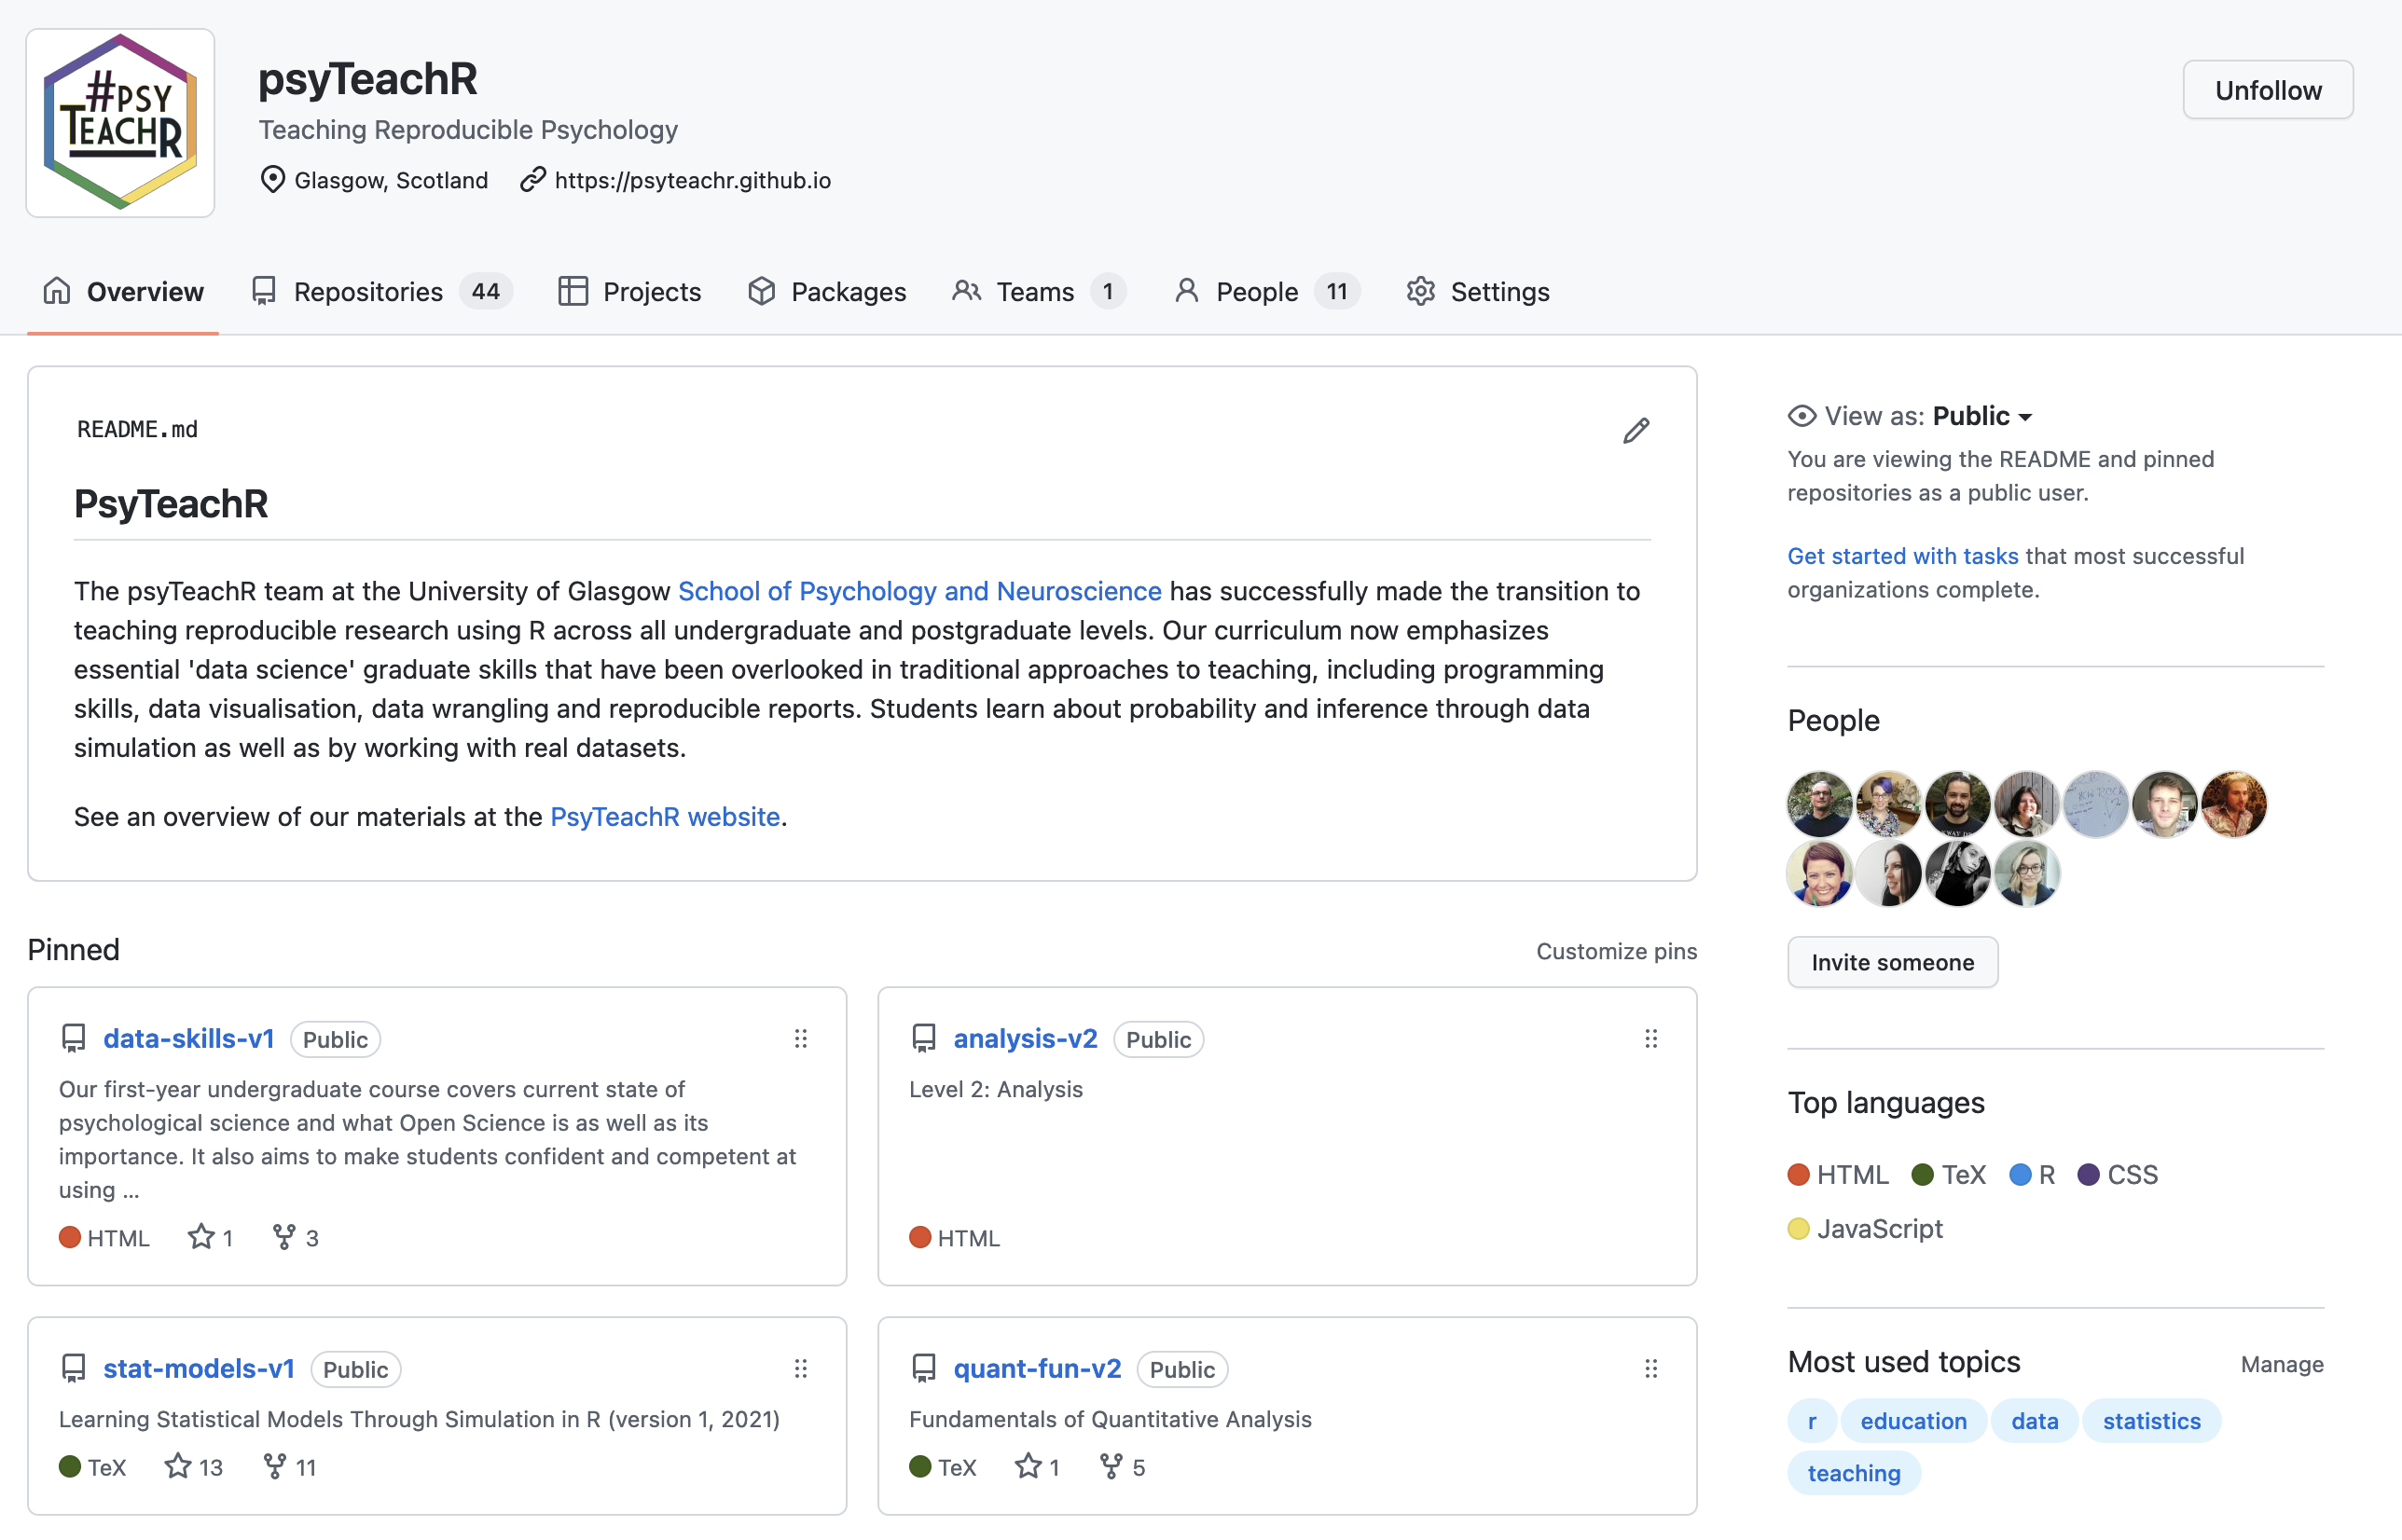 #PSY
TEACHR
psyTeachR
Teaching Reproducible Psychology
Glasgow, Scotland https://psyteachr.github.io
Unfollow
Overview Repositories 44 Projects Packages Teams 1 People 11 Settings
README.md
PsyTeachR
The psyTeachR team at the University of Glasgow School of Psychology and Neuroscience has successfully made the transition to
teaching reproducible research using R across all undergraduate and postgraduate levels. Our curriculum now emphasizes
essential 'data science' graduate skills that have been overlooked in traditional approaches to teaching, including programming
skills, data visualisation, data wrangling and reproducible reports. Students learn about probability and inference through data
simulation as well as by working with real datasets.
See an overview of our materials at the PsyTeachR website.
Pinned
Customize pins
data-skills-v1 Public
Our first-year undergraduate course covers current state of
psychological science and what Open Science is as well as its
importance. It also aims to make students confident and competent at
using ...
HTML 1 3
analysis-v2 Public
Level 2: Analysis
HTML
stat-models-v1 Public
Learning Statistical Models Through Simulation in R (version 1, 2021)
TeX 13 11
quant-fun-v2 Public
Fundamentals of Quantitative Analysis
TeX 1 5
View as: Public
You are viewing the README and pinned
repositories as a public user.
Get started with tasks that most successful
organizations complete.
People
Invite someone
Top languages
HTML TeX R CSS
JavaScript
Most used topics
Manage
r education data statistics
teaching